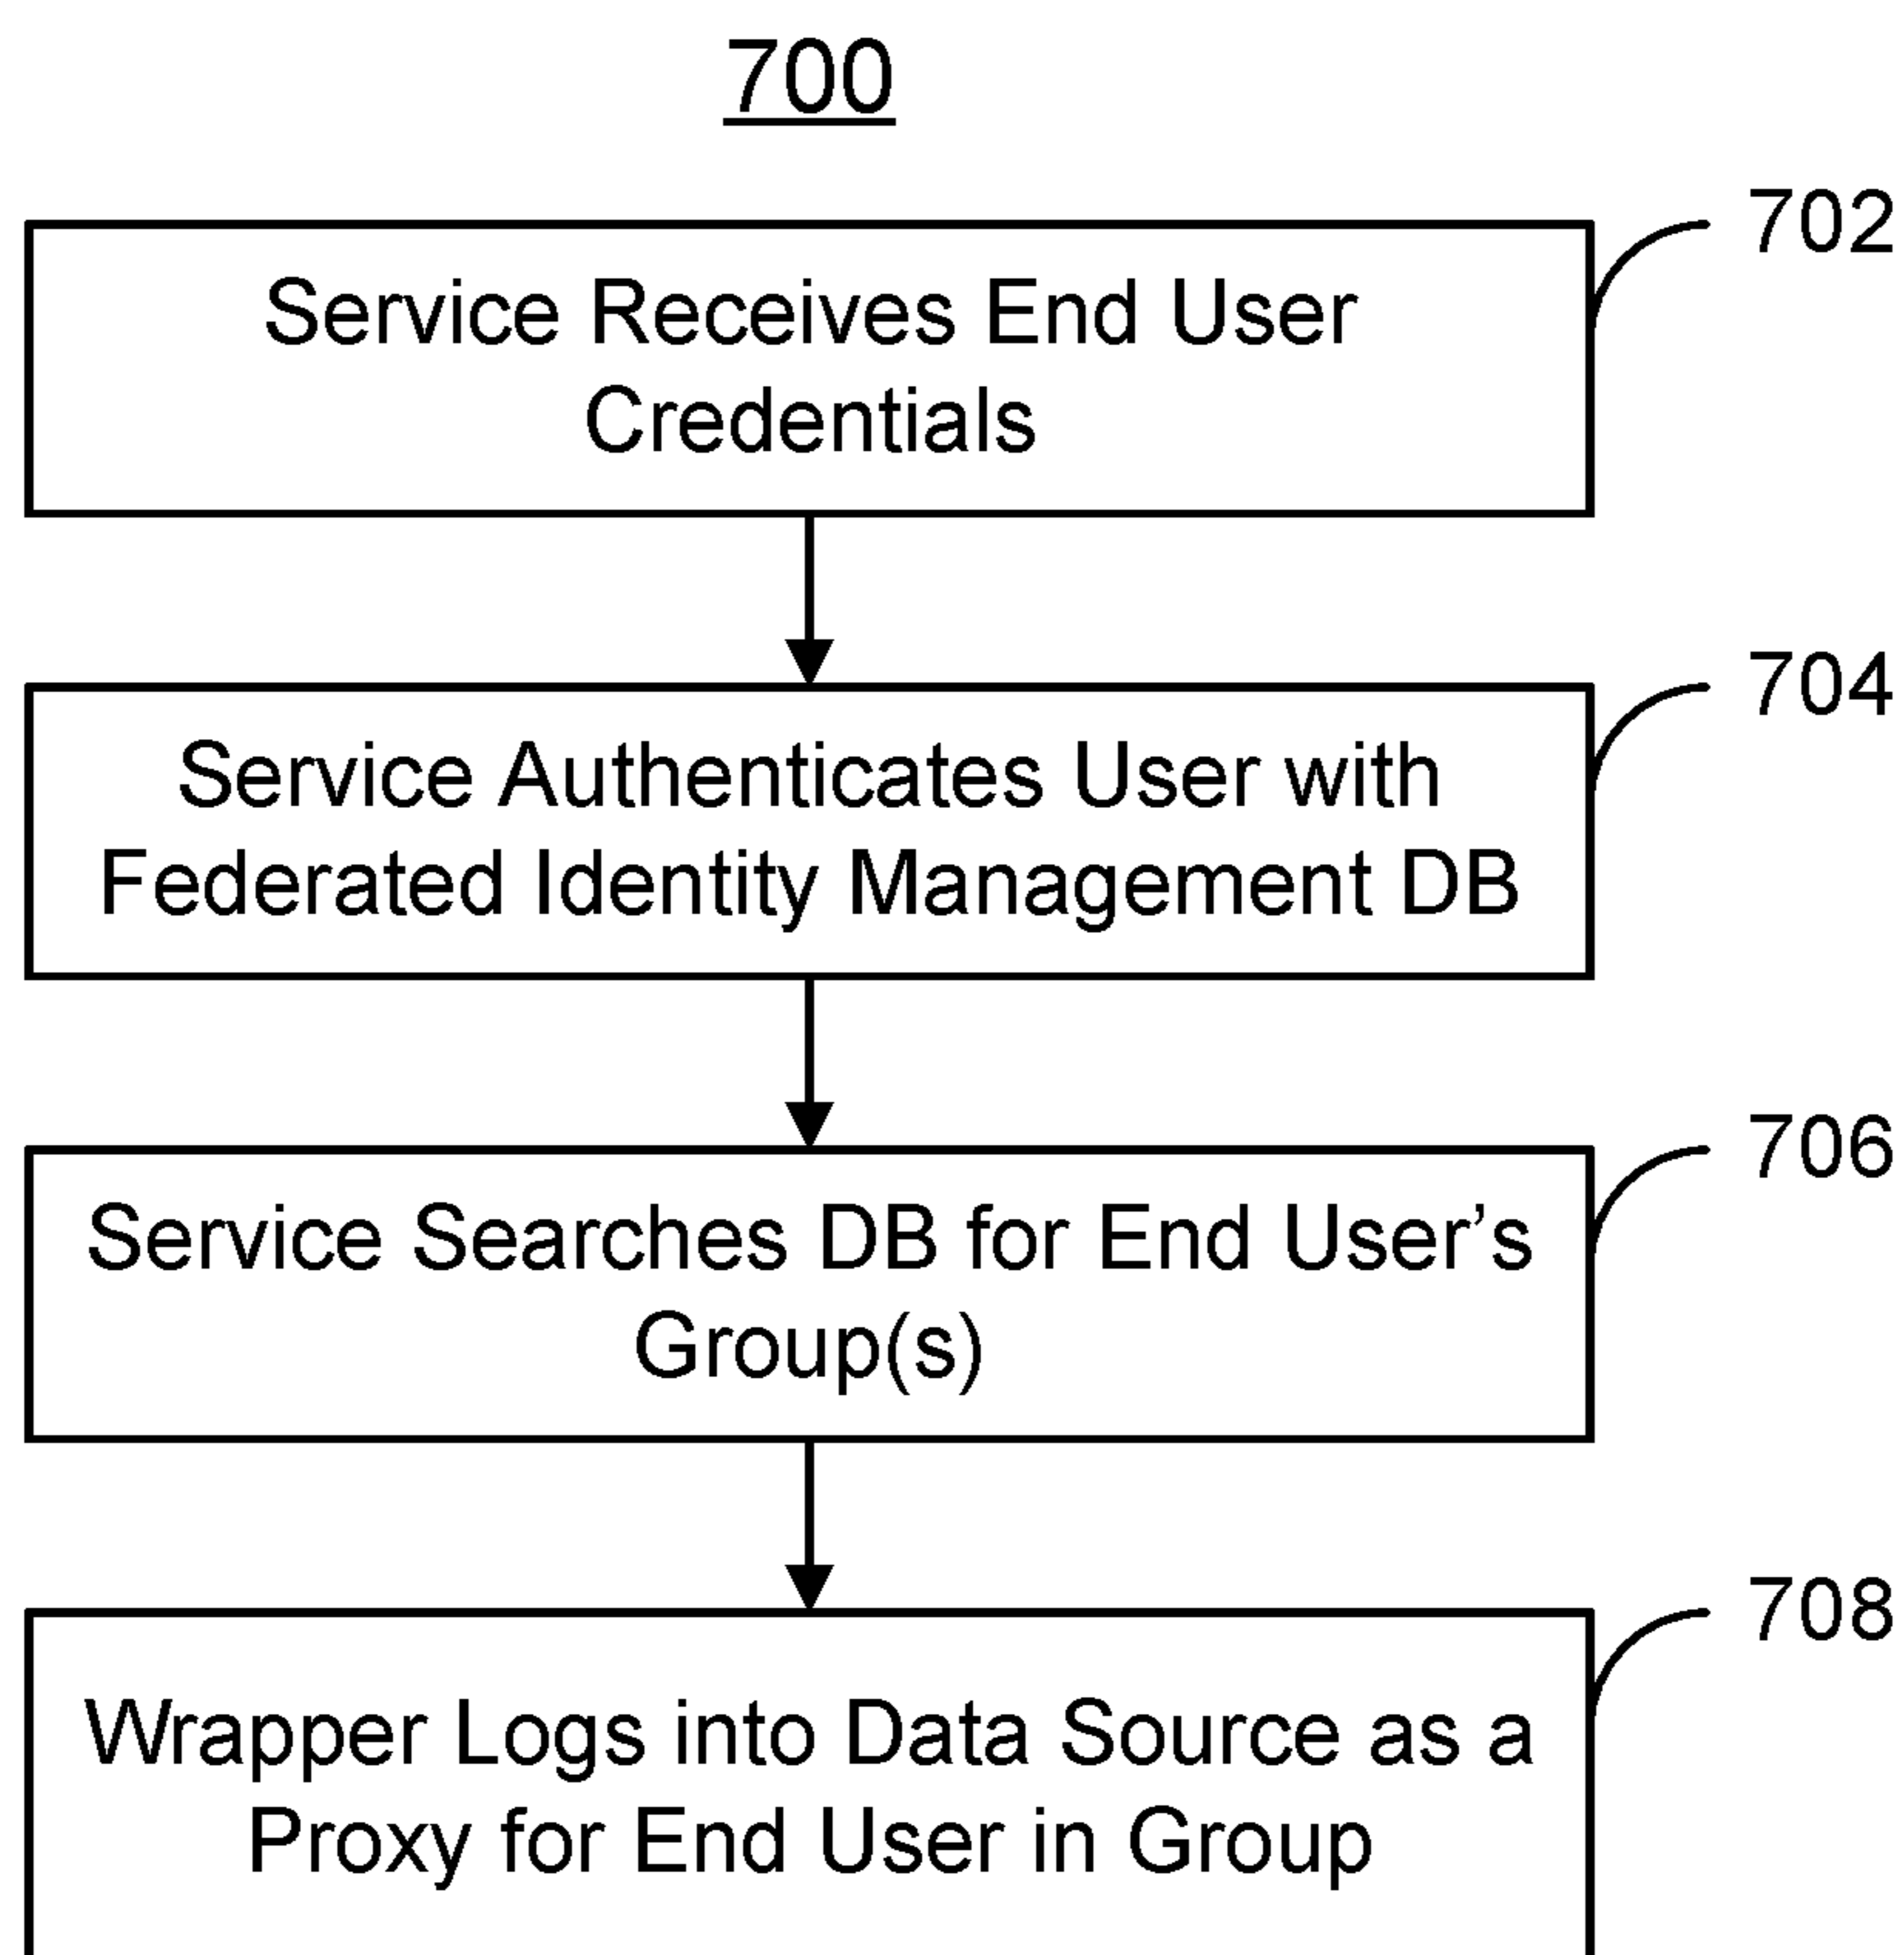 700
702
Service Receives End User
Credentials
704
Service Authenticates User with
Federated Identity Management DB
706
Service Searches DB for End User’s
Group(s)
708
Wrapper Logs into Data Source as a
Proxy for End User in Group